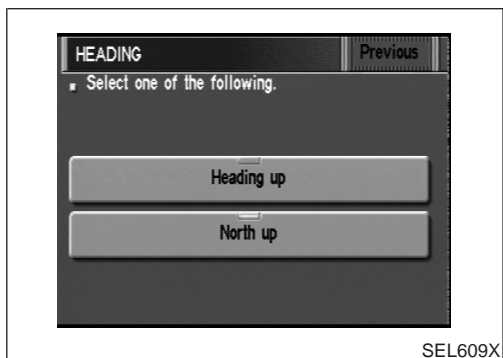 HEADING Previous
Select one of the following.
Heading up
North up
SEL609X